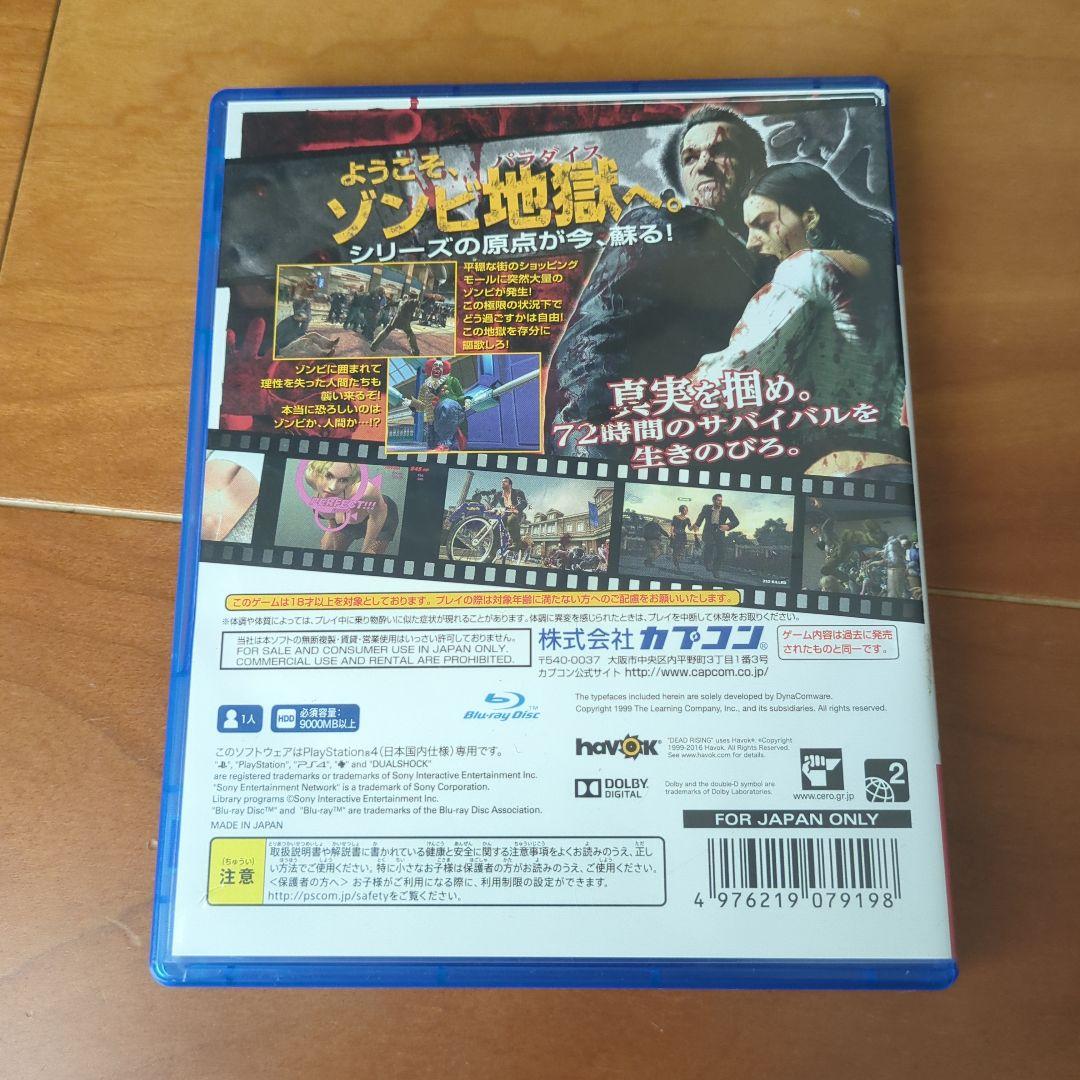 ようこそ、
パラダイス
ゾンビ地獄へ。
シリーズの原点が今、蘇る!
平穏な街のショッピング
モールに突然大量の
ゾンビが発生!
この極限の状況下で
どう過ごすかは自由!
この地獄を存分に
謳歌しろ!
ゾンビに囲まれて
理性を失った人間たちも
襲い来るぞ!
本当に恐ろしいのは
ゾンビか、人間か…!?
真実を掴め。
72時間のサバイバルを
生きのびろ。
PERFECT!!!
このゲームは18才以上を対象としております。プレイの際は対象年齢に満たない方へのご配慮をお願いいたします。
※体調や体質によっては、プレイ中に乗り物酔いに似た症状が現れることがあります。体調に異変を感じられたときは、プレイを中断して休憩をお取りください。
当社は本ソフトの無断複製・賃貸・営業使用はいっさい許可しておりません。
FOR SALE AND CONSUMER USE IN JAPAN ONLY.
COMMERCIAL USE AND RENTAL ARE PROHIBITED.
株式会社 カプコン®
〒540-0037 大阪市中央区内平野町3丁目1番3号
カプコン公式サイト http://www.capcom.co.jp/
ゲーム内容は過去に発売
されたものと同一です。
1人
HDD 必須容量:
9000MB以上
Blu-ray Disc™
The typefaces included herein are solely developed by DynaComware.
Copyright 1999 The Learning Company, Inc., and its subsidiaries. All rights reserved.
このソフトウェアはPlayStation®4(日本国内仕様)専用です。
"PlayStation", "PS4", and "DUALSHOCK"
are registered trademarks or trademarks of Sony Interactive Entertainment Inc.
"Sony Entertainment Network" is a trademark of Sony Corporation.
Library programs ©Sony Interactive Entertainment Inc.
"Blu-ray Disc™" and "Blu-ray™" are trademarks of the Blu-ray Disc Association.
MADE IN JAPAN
havok
"DEAD RISING" uses Havok®. ©Copyright
1999-2016 Havok. All Rights Reserved.
See www.havok.com for details.
DOLBY
DIGITAL
Dolby and the double-D symbol are
trademarks of Dolby Laboratories.
www.cero.gr.jp
2
FOR JAPAN ONLY
(ちゅうい)
注意
取扱説明書や解説書に書かれている健康と安全に関する注意事項をよくお読みのうえ、正し
い方法でご使用ください。特に小さなお子様は保護者の方がお読みのうえ、ご使用ください。
<保護者の方へ> お子様がご利用になる際に、利用制限の設定ができます。
http://pscom.jp/safetyをご覧ください。
4 976219 079198